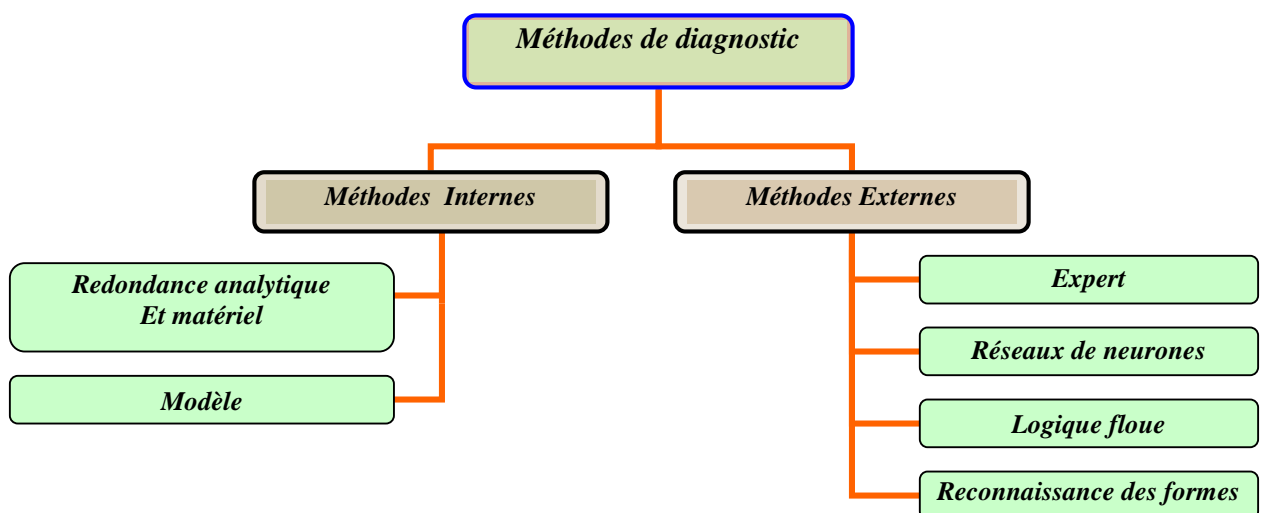 Méthodes de diagnostic
Méthodes Internes
Méthodes Externes
Redondance analytique
Et matériel
Modèle
Expert
Réseaux de neurones
Logique floue
Reconnaissance des formes